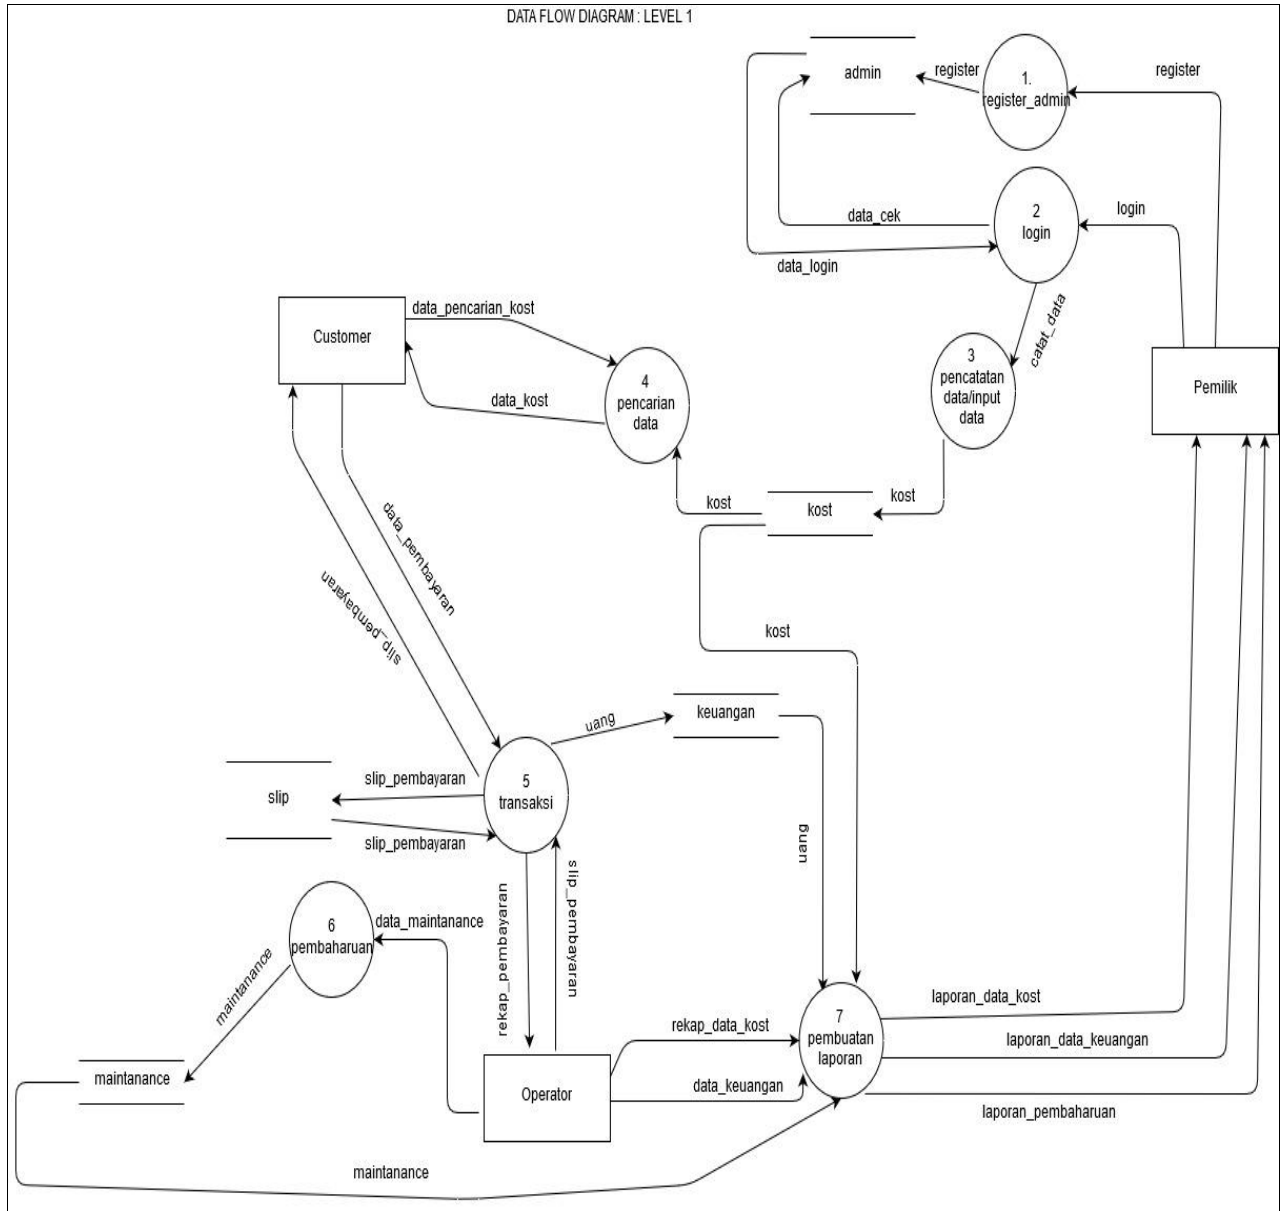 DATA FLOW DIAGRAM : LEVEL 1
admin
register
1.
register_admin
register
data_cek
2
login
login
data_login
catat_data
Customer
data_pencarian_kost
data_kost
4
pencarian
data
3
pencatatan
data/input
data
Pemilik
kost
kost
kost
kost
data_pembayaran
slip_pembayaran
uang
keuangan
uang
slip
slip_pembayaran
slip_pembayaran
5
transaksi
rekap_pembayaran
slip_pembayaran
6
pembaharuan
data_maintanance
maintanance
maintanance
maintanance
Operator
rekap_data_kost
data_keuangan
7
pembuatan
laporan
laporan_data_kost
laporan_data_keuangan
laporan_pembaharuan